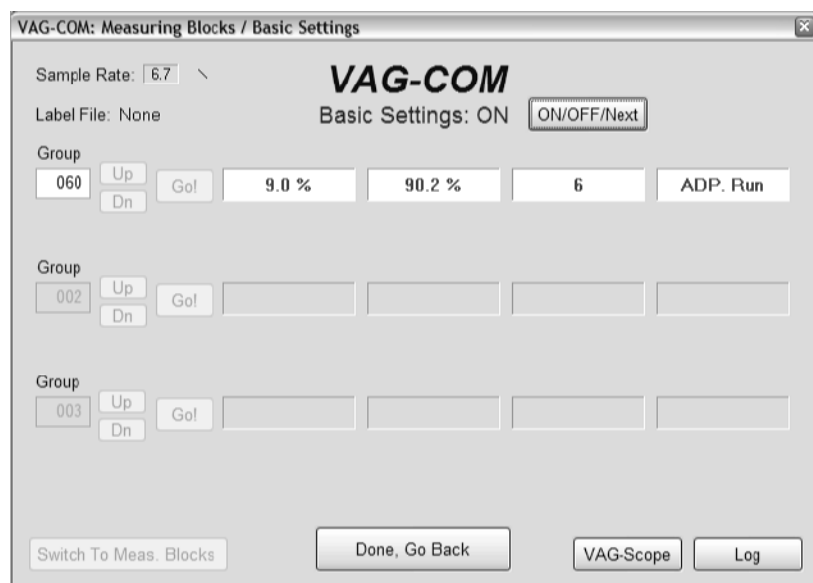 VAG-COM: Measuring Blocks / Basic Settings
Sample Rate: 6.7
VAG-COM
Label File: None
Basic Settings: ON ON/OFF/Next
Group
060 Up Dn Go! 9.0 % 90.2 % 6 ADP. Run
Group
002 Up Dn Go!
Group
003 Up Dn Go!
Switch To Meas. Blocks Done, Go Back VAG-Scope Log